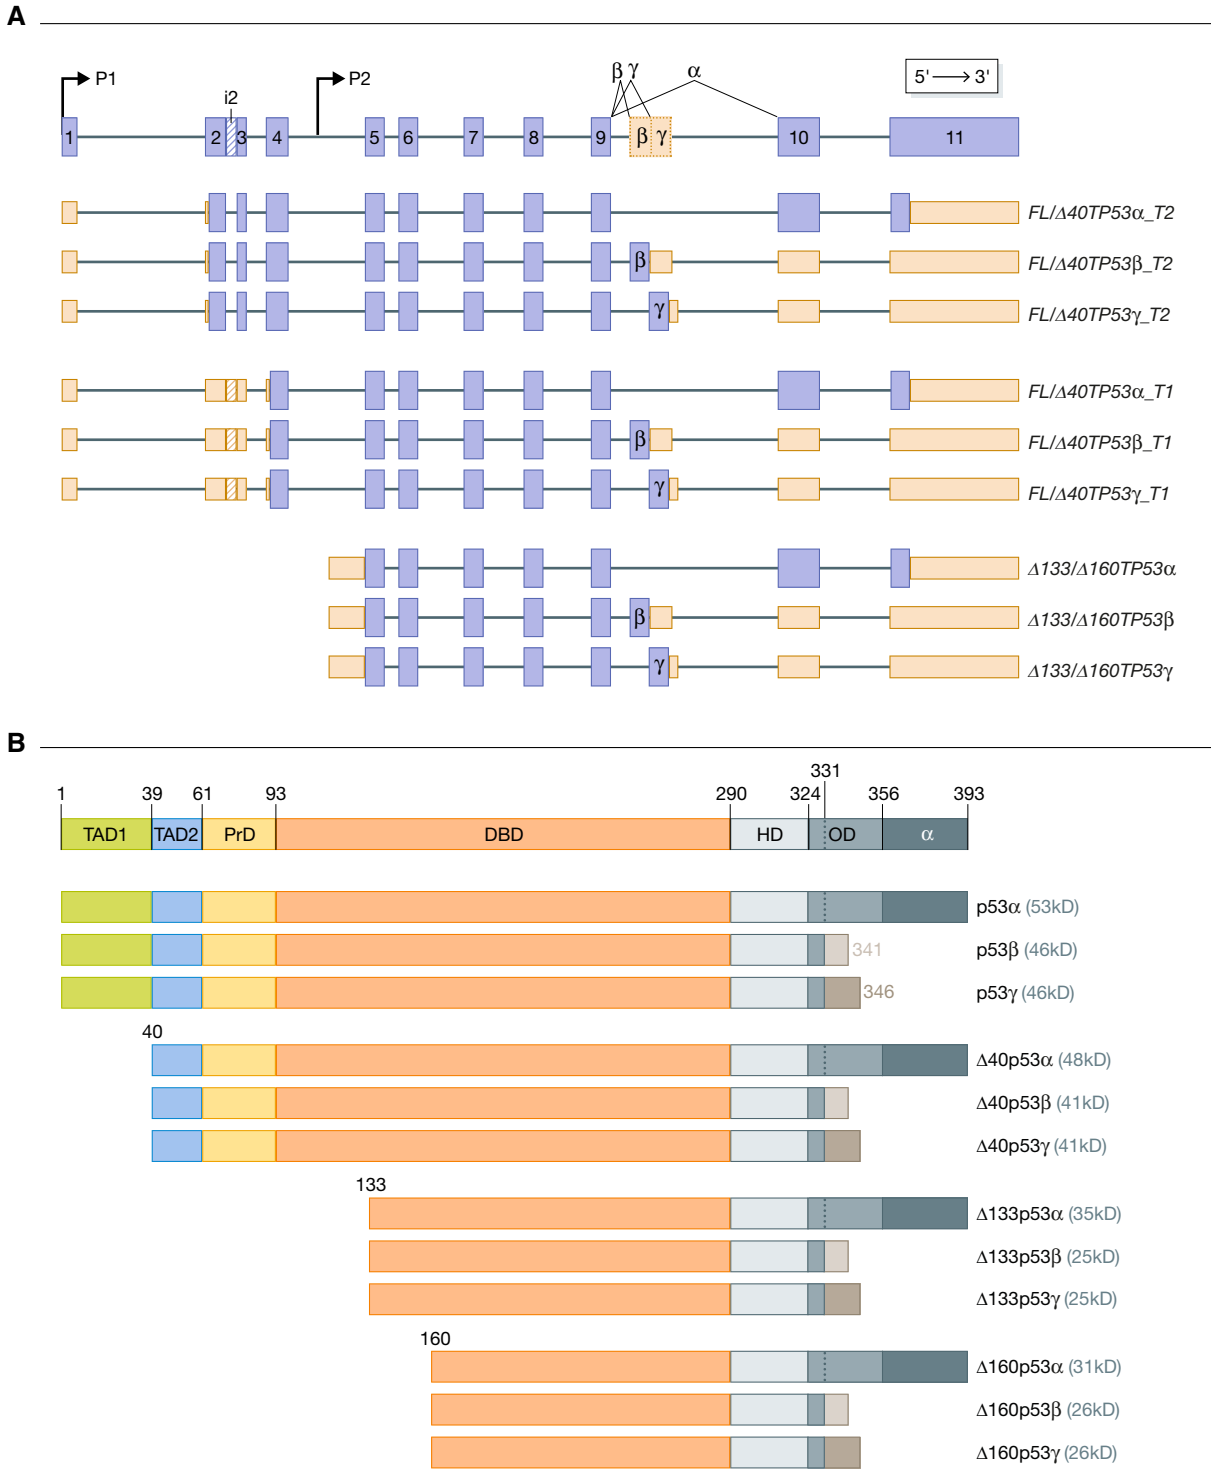 A
P1
P2
β γ
α
5' → 3'
i2
1 2 3 4 5 6 7 8 9 β γ 10 11
FL/Δ40TP53α_T2
β FL/Δ40TP53β_T2
γ FL/Δ40TP53γ_T2
FL/Δ40TP53α_T1
β FL/Δ40TP53β_T1
γ FL/Δ40TP53γ_T1
Δ133/Δ160TP53α
β Δ133/Δ160TP53β
γ Δ133/Δ160TP53γ
B
331
1 39 61 93 290 324 356 393
TAD1 TAD2 PrD DBD HD OD α
p53α (53kD)
341 p53β (46kD)
346 p53γ (46kD)
40
Δ40p53α (48kD)
Δ40p53β (41kD)
Δ40p53γ (41kD)
133
Δ133p53α (35kD)
Δ133p53β (25kD)
Δ133p53γ (25kD)
160
Δ160p53α (31kD)
Δ160p53β (26kD)
Δ160p53γ (26kD)